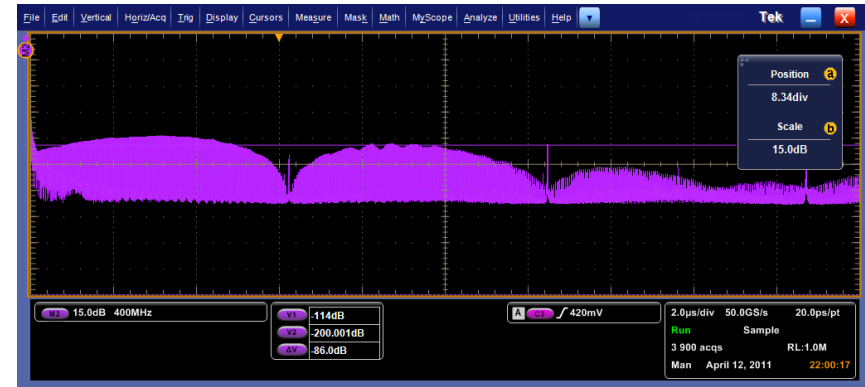 File Edit Vertical Horiz/Acq Trig Display Cursors Measure Mask Math MyScope Analyze Utilities Help Tek X
M2
Position a
8.34div
Scale b
15.0dB
M2 15.0dB 400MHz
V1 -114dB
V2 -200.001dB
ΔV -86.0dB
A C3 420mV
2.0μs/div 50.0GS/s 20.0ps/pt
Run Sample
3 900 acqs RL:1.0M
Man April 12, 2011 22:00:17